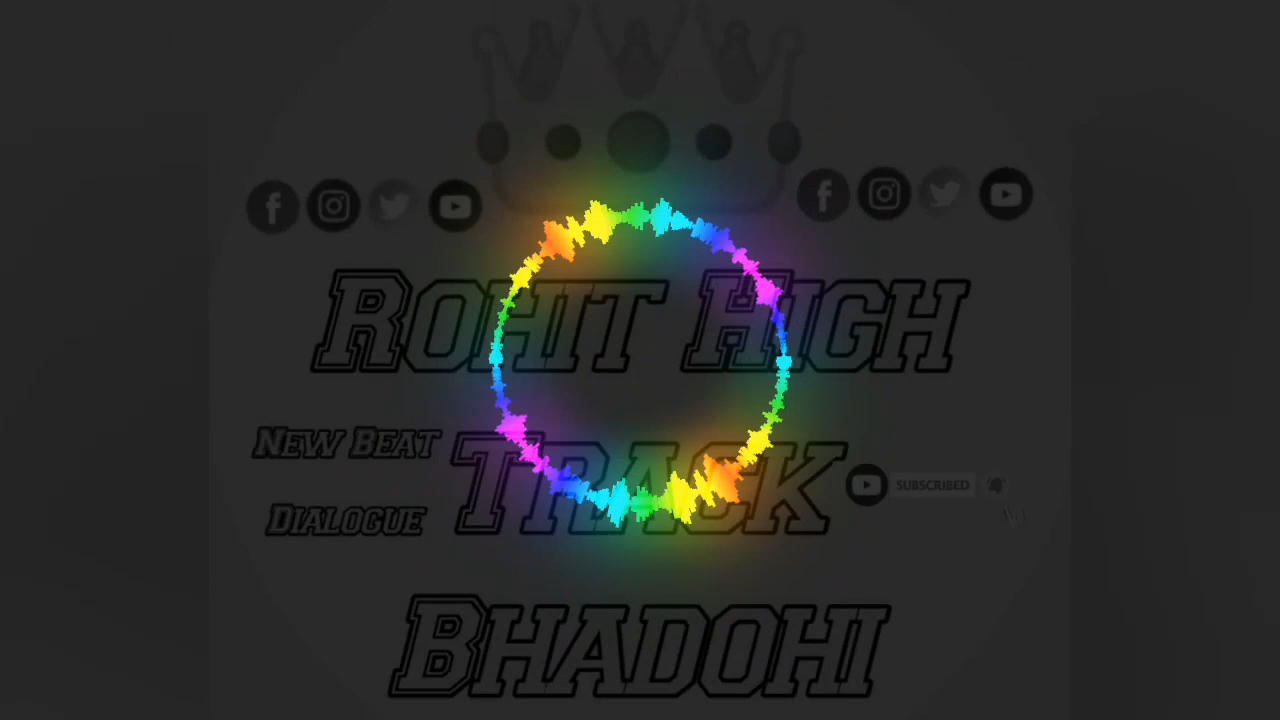 Rohit High
New Beat
Track
SUBSCRIBED
Dialogue
Bhadohi